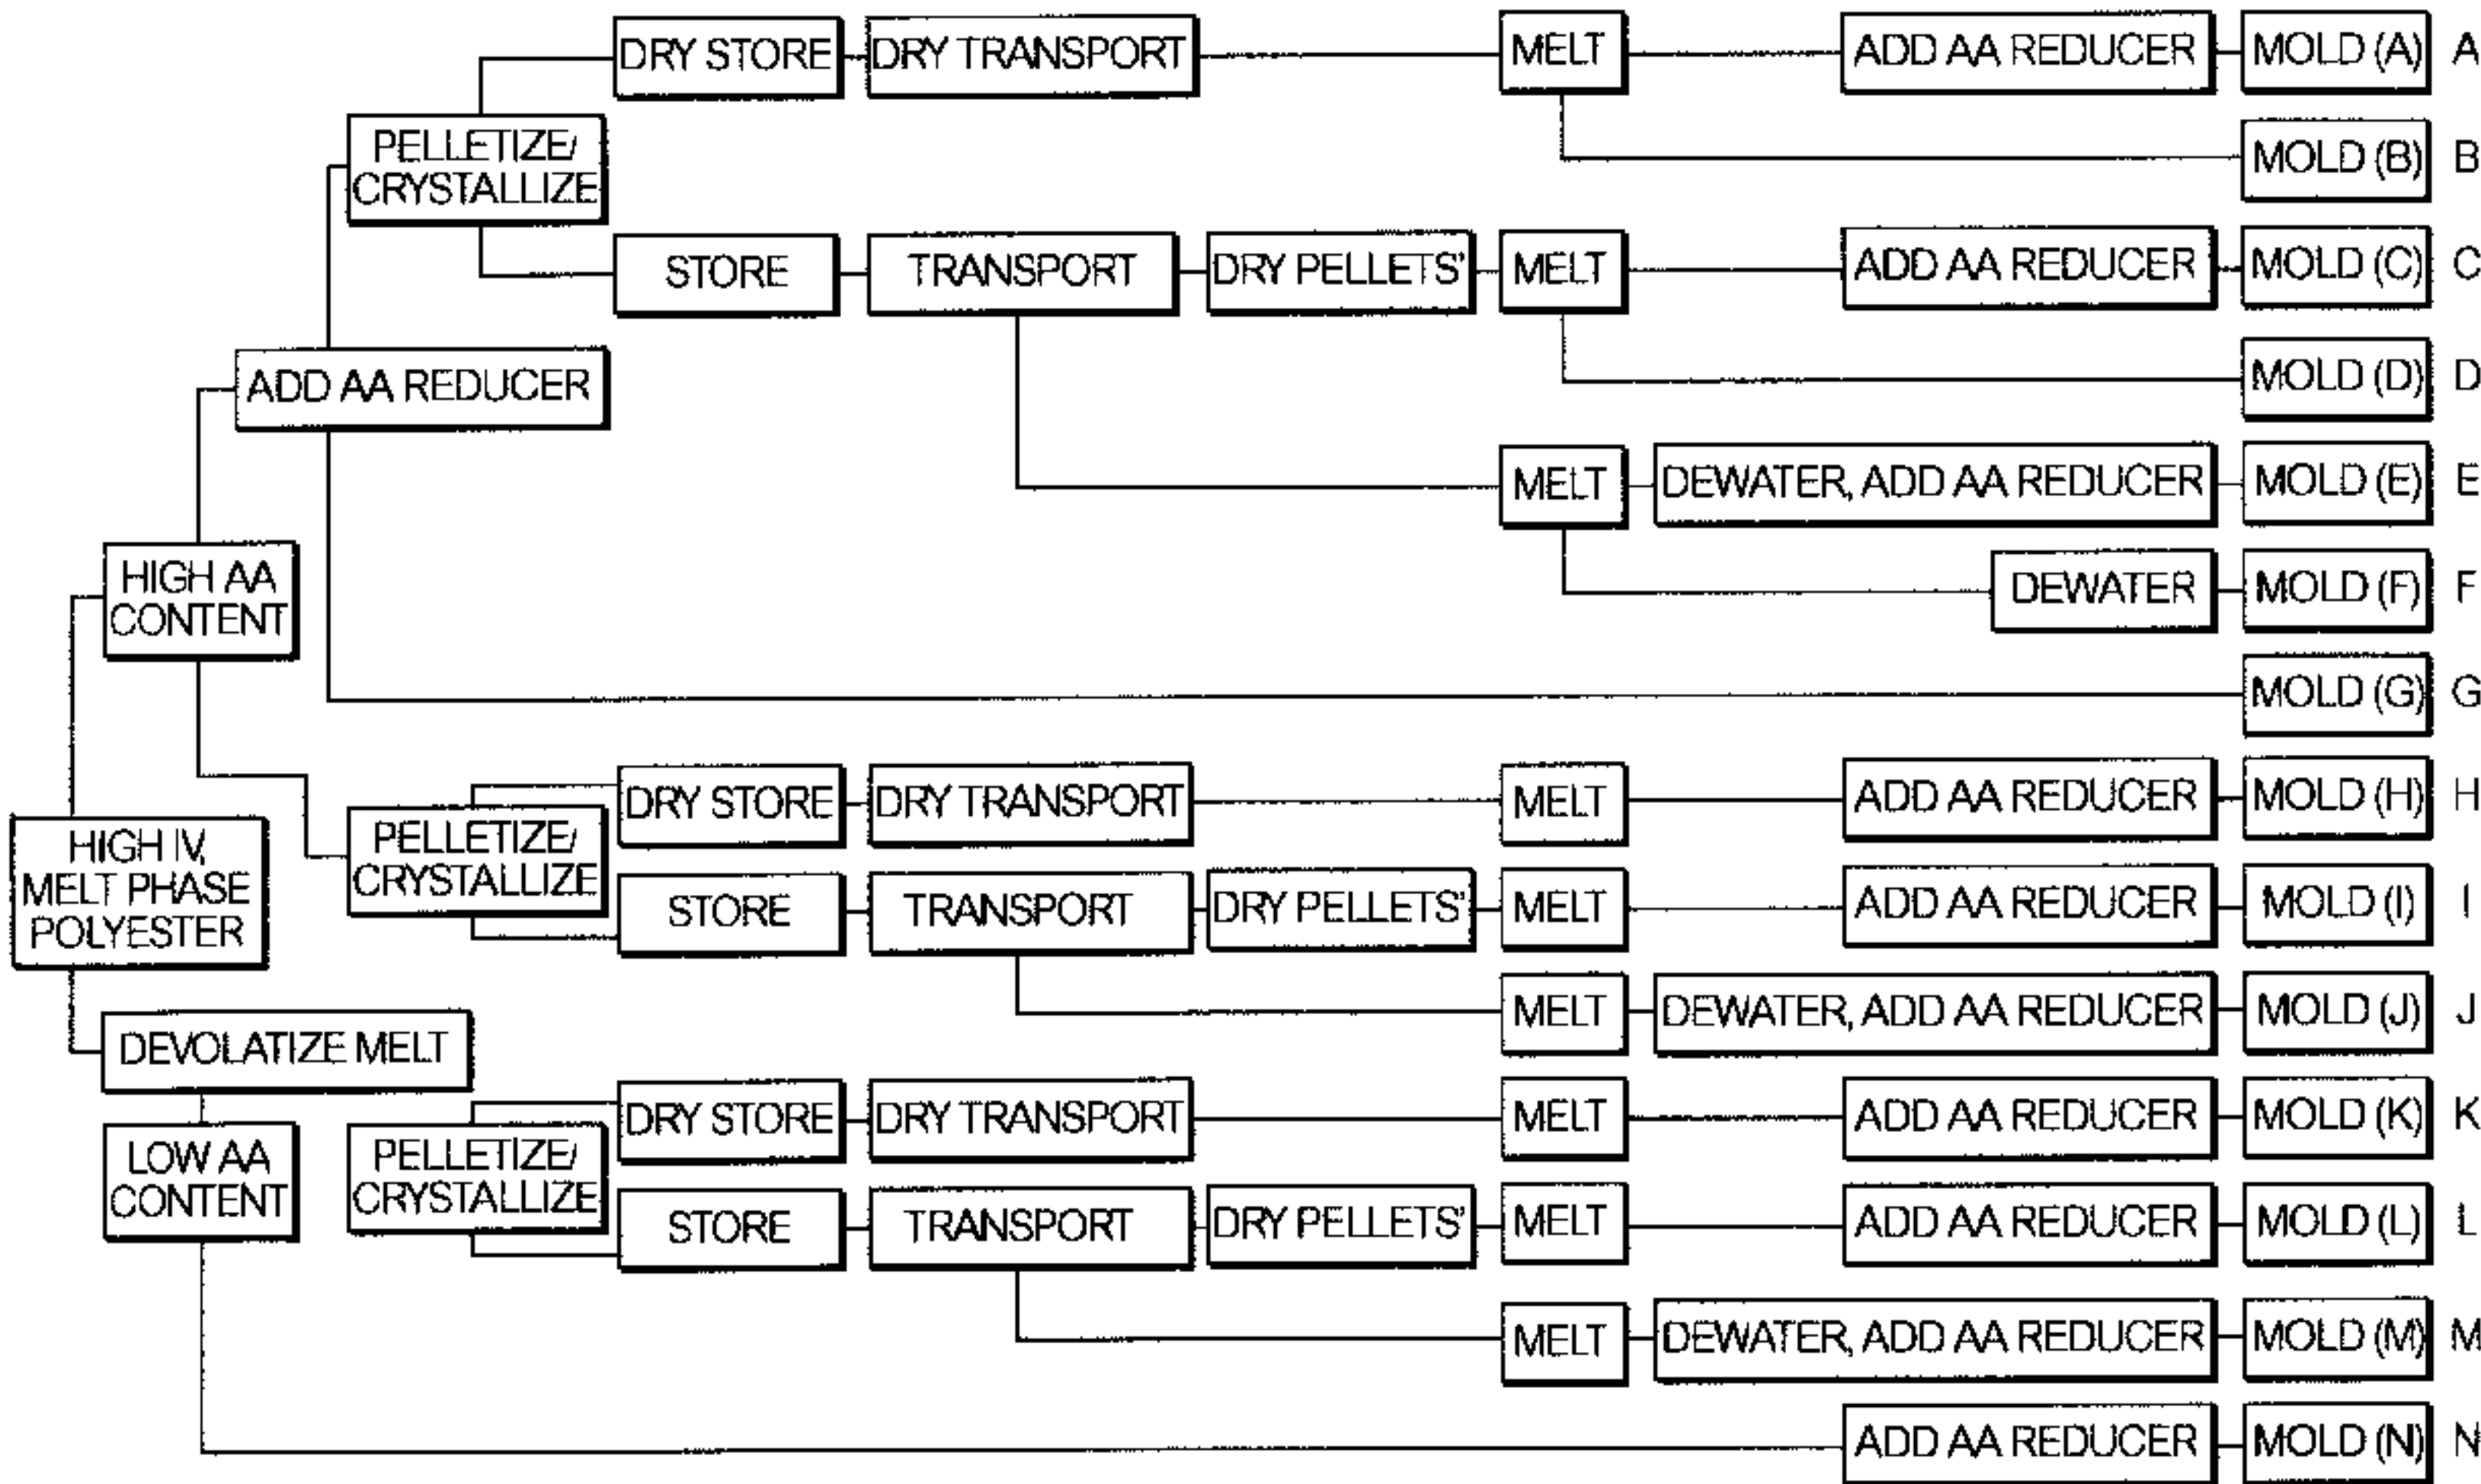 DRY STORE
DRY TRANSPORT
MELT
ADD AA REDUCER
MOLD (A)
A
PELLETIZE/
CRYSTALLIZE
MOLD (B)
B
STORE
TRANSPORT
DRY PELLETS'
MELT
ADD AA REDUCER
MOLD (C)
C
ADD AA REDUCER
MOLD (D)
D
MELT
DEWATER, ADD AA REDUCER
MOLD (E)
E
HIGH AA
CONTENT
DEWATER
MOLD (F)
F
MOLD (G)
G
DRY STORE
DRY TRANSPORT
MELT
ADD AA REDUCER
MOLD (H)
H
HIGH IV,
MELT PHASE
POLYESTER
PELLETIZE/
CRYSTALLIZE
STORE
TRANSPORT
DRY PELLETS'
MELT
ADD AA REDUCER
MOLD (I)
I
DEVOLATIZE MELT
MELT
DEWATER, ADD AA REDUCER
MOLD (J)
J
DRY STORE
DRY TRANSPORT
MELT
ADD AA REDUCER
MOLD (K)
K
LOW AA
CONTENT
PELLETIZE/
CRYSTALLIZE
STORE
TRANSPORT
DRY PELLETS'
MELT
ADD AA REDUCER
MOLD (L)
L
MELT
DEWATER, ADD AA REDUCER
MOLD (M)
M
ADD AA REDUCER
MOLD (N)
N